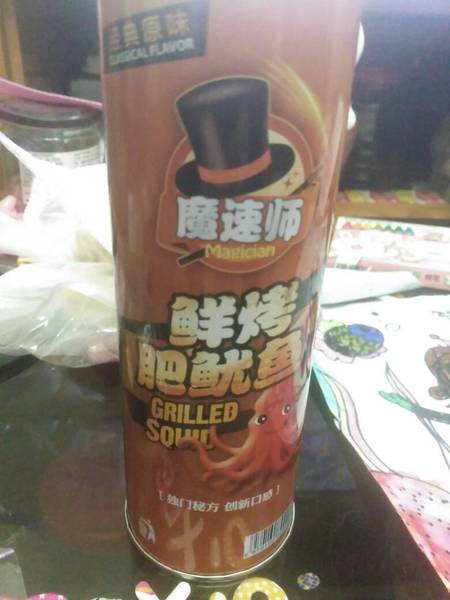 经典原味
CLASSICAL FLAVOR
魔速师
Magician
鲜烤
肥鱿鱼
GRILLED
SQUID
[ 独门秘方 创新口感 ]